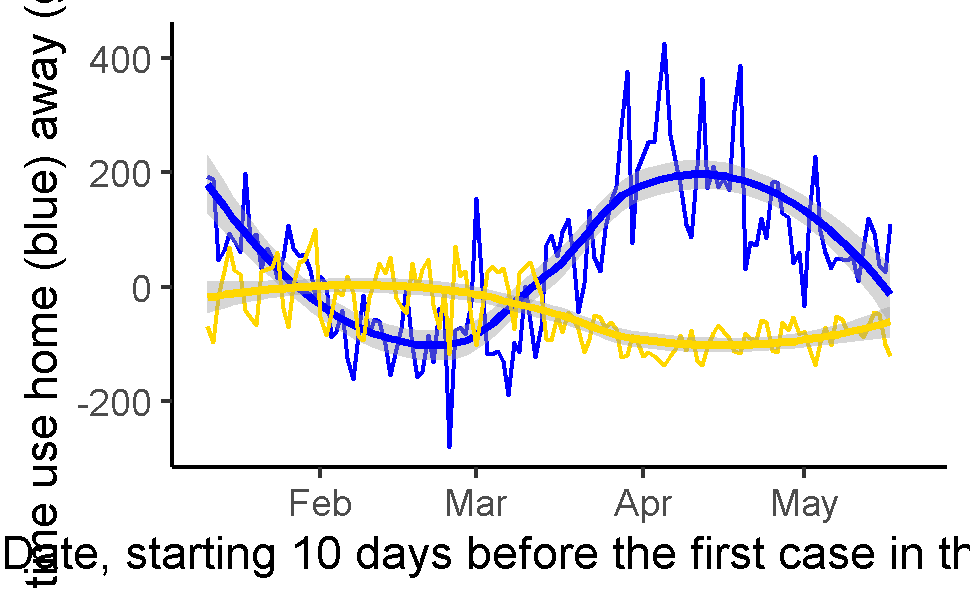 time use home (blue) away (
400
200
0
-200
Feb Mar Apr May
Date, starting 10 days before the first case in th